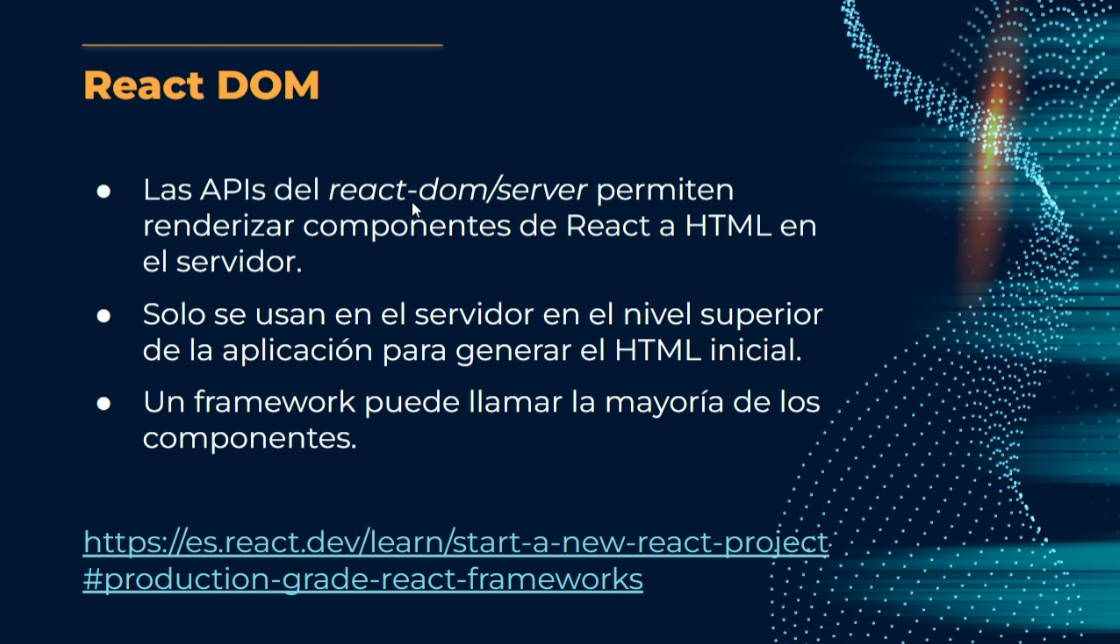 React DOM
● Las APIs del react-dom/server permiten
renderizar componentes de React a HTML en
el servidor.
● Solo se usan en el servidor en el nivel superior
de la aplicación para generar el HTML inicial.
● Un framework puede llamar la mayoría de los
componentes.
https://es.react.dev/learn/start-a-new-react-project
#production-grade-react-frameworks